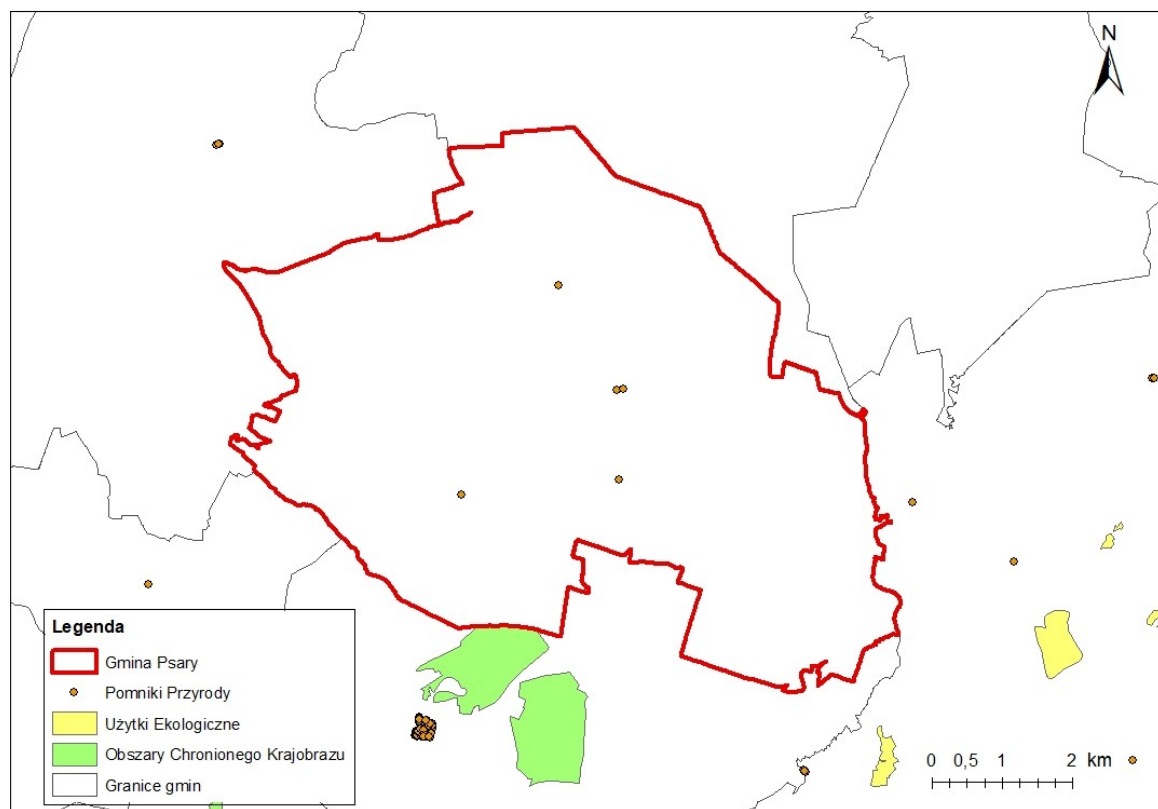 N
Legenda
Gmina Psary
Pomniki Przyrody
Użytki Ekologiczne
Obszary Chronionego Krajobrazu
Granice gmin
0 0,5 1 2 km